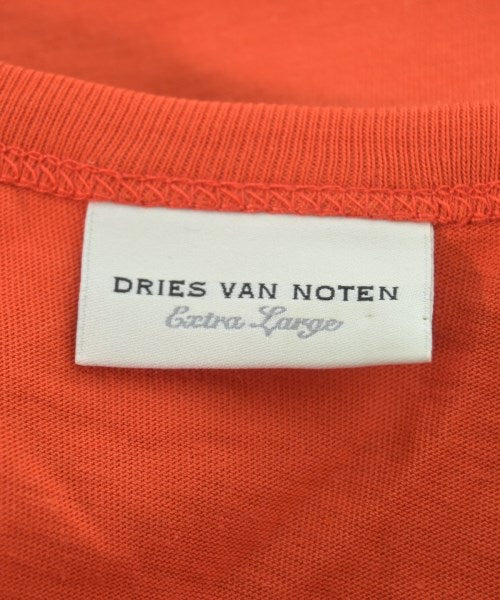 DRIES VAN NOTEN
Extra Large